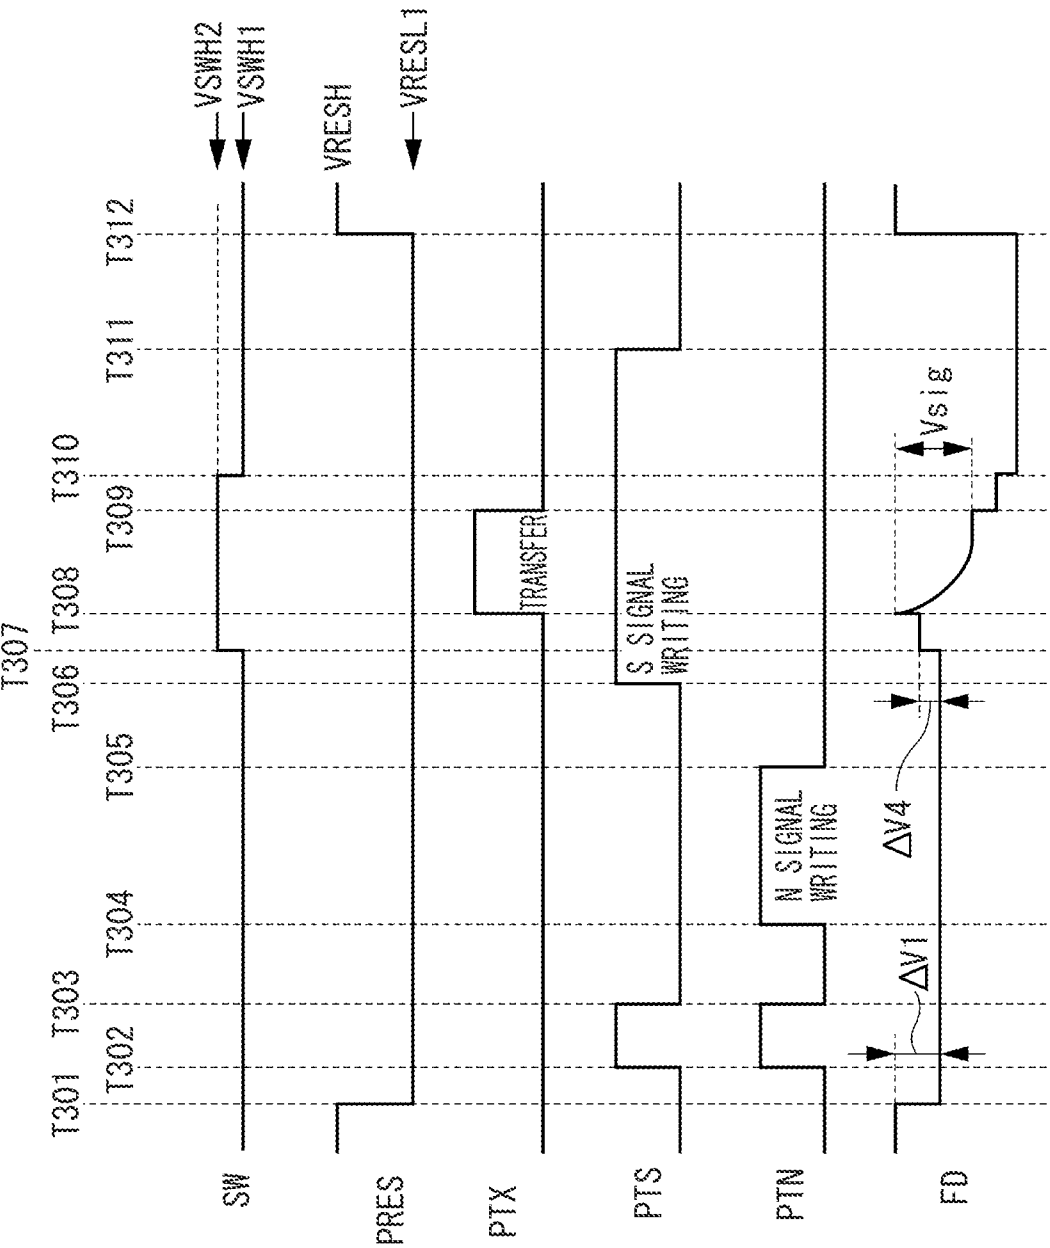 T301
T302
T303
T304
T305
T306
T307
T308
T309
T310
T311
T312
SW
VSWH2
VSWH1
PRES
VRESH
VRESL1
PTX
TRANSFER
PTS
S SIGNAL
WRITING
PTN
N SIGNAL
WRITING
FD
ΔV1
ΔV4
Vsig